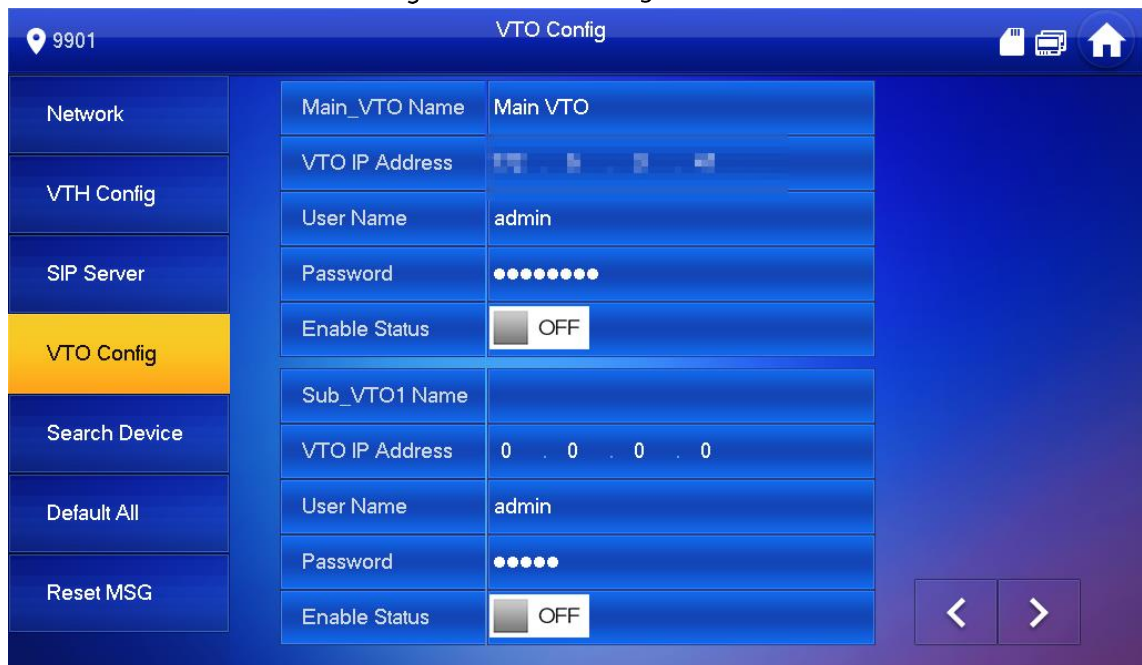 VTO Config
9901
Network
VTH Config
SIP Server
VTO Config
Search Device
Default All
Reset MSG
Main_VTO Name Main VTO
VTO IP Address
User Name admin
Password
Enable Status OFF
Sub_VTO1 Name
VTO IP Address 0 . 0 . 0 . 0
User Name admin
Password
Enable Status OFF